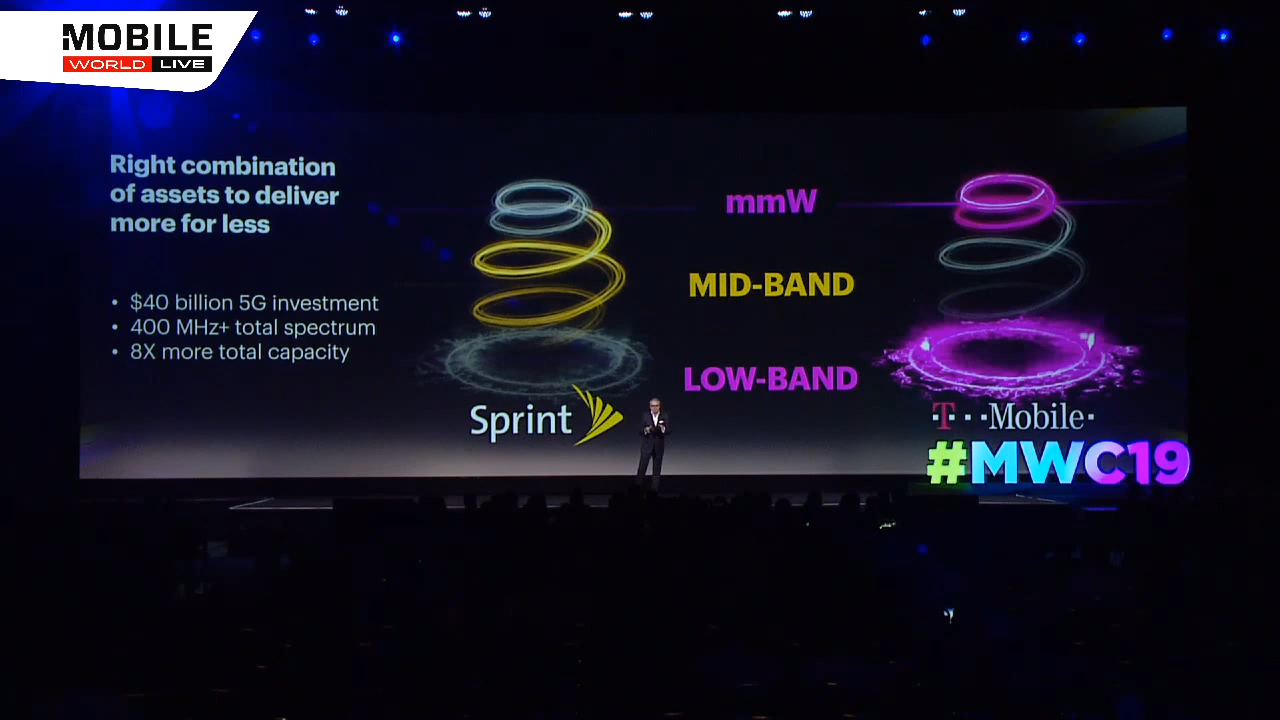 MOBILE
WORLD LIVE
Right combination
of assets to deliver
more for less
• $40 billion 5G investment
• 400 MHz+ total spectrum
• 8X more total capacity
mmW
MID-BAND
LOW-BAND
Sprint
T··Mobile·
#MWC19